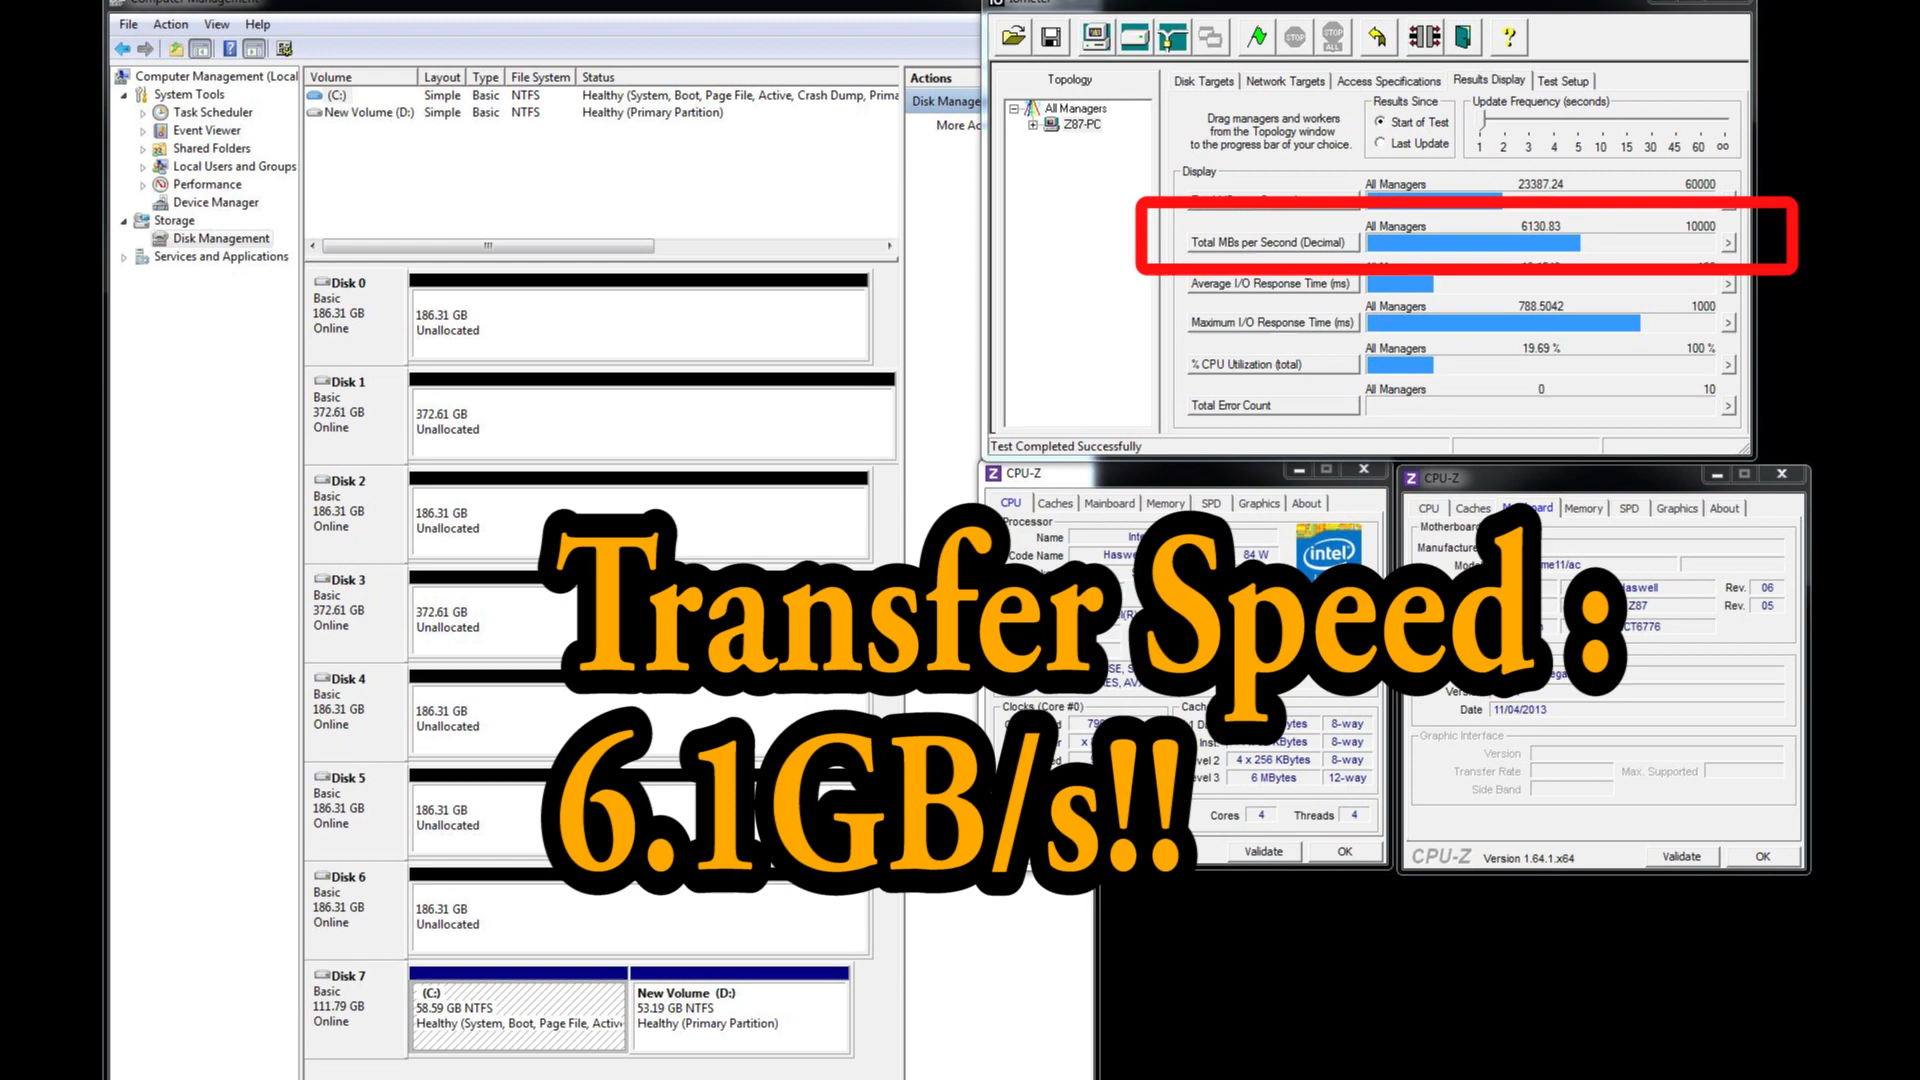 File Action View Help
Computer Management (Local
System Tools
Task Scheduler
Event Viewer
Shared Folders
Local Users and Groups
Performance
Device Manager
Storage
Disk Management
Services and Applications
Volume Layout Type File System Status
(C:) Simple Basic NTFS Healthy (System, Boot, Page File, Active, Crash Dump, Prima
New Volume (D:) Simple Basic NTFS Healthy (Primary Partition)
Disk 0
Basic
186.31 GB
Online
186.31 GB
Unallocated
Disk 1
Basic
372.61 GB
Online
372.61 GB
Unallocated
Disk 2
Basic
186.31 GB
Online
186.31 GB
Unallocated
Disk 3
Basic
372.61 GB
Online
372.61 GB
Unallocated
Disk 4
Basic
186.31 GB
Online
186.31 GB
Unallocated
Disk 5
Basic
186.31 GB
Online
186.31 GB
Unallocated
Disk 6
Basic
186.31 GB
Online
186.31 GB
Unallocated
Disk 7
Basic
111.79 GB
Online
(C:)
58.59 GB NTFS
Healthy (System, Boot, Page File, Active
New Volume (D:)
53.19 GB NTFS
Healthy (Primary Partition)
Actions
Disk Manage
More Ac
STOP STOP ALL ?
Topology
All Managers
Z87-PC
Disk Targets Network Targets Access Specifications Results Display Test Setup
Drag managers and workers
from the Topology window
to the progress bar of your choice.
Results Since
Start of Test
Last Update
Update Frequency (seconds)
1 2 3 4 5 10 15 30 45 60 oo
Display
All Managers 23387.24 60000
All Managers 6130.83 10000
Total MBs per Second (Decimal) >
Average I/O Response Time (ms) >
All Managers 788.5042 1000
Maximum I/O Response Time (ms) >
All Managers 19.69 % 100 %
% CPU Utilization (total) >
All Managers 0 10
Total Error Count >
Test Completed Successfully
CPU-Z
CPU Caches Mainboard Memory SPD Graphics About
Processor
Name
Code Name 84 W
intel
Clocks (Core #0)
4 x 256 KBytes 8-way
6 MBytes 12-way
8-way
8-way
Cores 4 Threads 4
Validate OK
CPU-Z
CPU Caches Memory SPD Graphics About
me11/ac
Haswell Rev. 06
Z87 Rev. 05
CT6776
Date 11/04/2013
Graphic Interface
Version
Transfer Rate Max. Supported
Side Band
CPU-Z Version 1.64.1.x64 Validate OK
Transfer Speed :
6.1GB/s!!